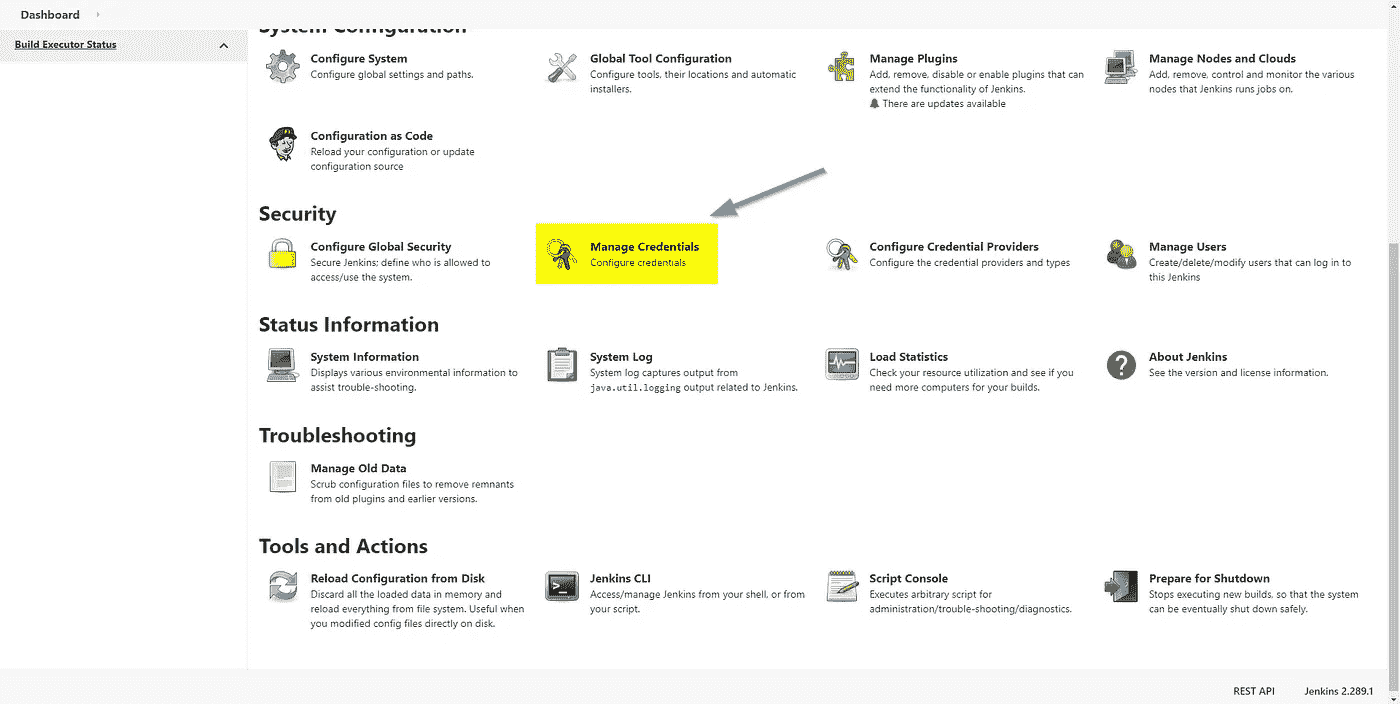 Dashboard
Build Executor Status
System Configuration
Configure System
Configure global settings and paths.
Global Tool Configuration
Configure tools, their locations and automatic
installers.
Manage Plugins
Add, remove, disable or enable plugins that can
extend the functionality of Jenkins.
There are updates available
Manage Nodes and Clouds
Add, remove, control and monitor the various
nodes that Jenkins runs jobs on.
Configuration as Code
Reload your configuration or update
configuration source
Security
Configure Global Security
Secure Jenkins; define who is allowed to
access/use the system.
Manage Credentials
Configure credentials
Configure Credential Providers
Configure the credential providers and types
Manage Users
Create/delete/modify users that can log in to
this Jenkins
Status Information
System Information
Displays various environmental information to
assist trouble-shooting.
System Log
System log captures output from
java.util.logging output related to Jenkins.
Load Statistics
Check your resource utilization and see if you
need more computers for your builds.
About Jenkins
See the version and license information.
Troubleshooting
Manage Old Data
Scrub configuration files to remove remnants
from old plugins and earlier versions.
Tools and Actions
Reload Configuration from Disk
Discard all the loaded data in memory and
reload everything from file system. Useful when
you modified config files directly on disk.
Jenkins CLI
Access/manage Jenkins from your shell, or from
your script.
Script Console
Executes arbitrary script for
administration/trouble-shooting/diagnostics.
Prepare for Shutdown
Stops executing new builds, so that the system
can be eventually shut down safely.
REST API
Jenkins 2.289.1